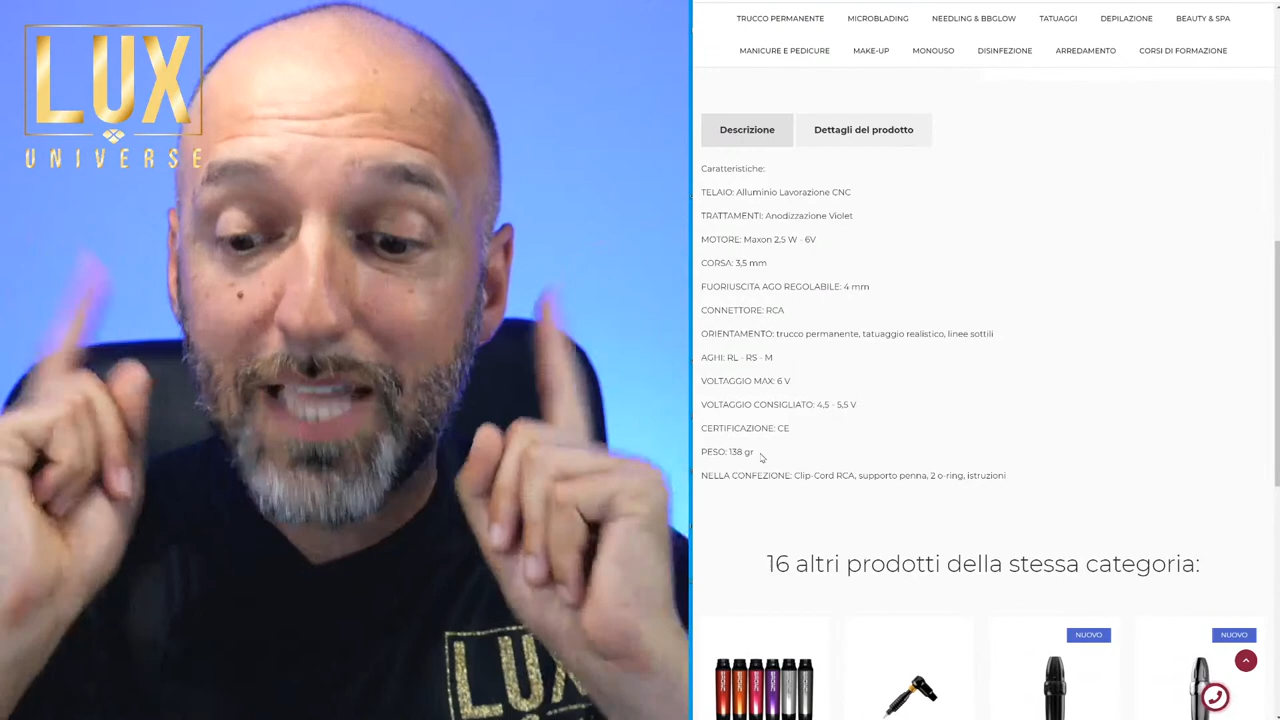 LUX
UNIVERSE
LUX
TRUCCO PERMANENTE MICROBLADING NEEDLING & BBGLOW TATUAGGI DEPILAZIONE BEAUTY & SPA
MANICURE E PEDICURE MAKE-UP MONOUSO DISINFEZIONE ARREDAMENTO CORSI DI FORMAZIONE
Descrizione Dettagli del prodotto
Caratteristiche:
TELAIO: Alluminio Lavorazione CNC
TRATTAMENTI: Anodizzazione Violet
MOTORE: Maxon 2,5 W - 6V
CORSA: 3,5 mm
FUORIUSCITA AGO REGOLABILE: 4 mm
CONNETTORE: RCA
ORIENTAMENTO: trucco permanente, tatuaggio realistico, linee sottili
AGHI: RL - RS - M
VOLTAGGIO MAX: 6 V
VOLTAGGIO CONSIGLIATO: 4,5 - 5,5 V
CERTIFICAZIONE: CE
PESO: 138 gr
NELLA CONFEZIONE: Clip-Cord RCA, supporto penna, 2 o-ring, istruzioni
16 altri prodotti della stessa categoria:
NUOVO NUOVO